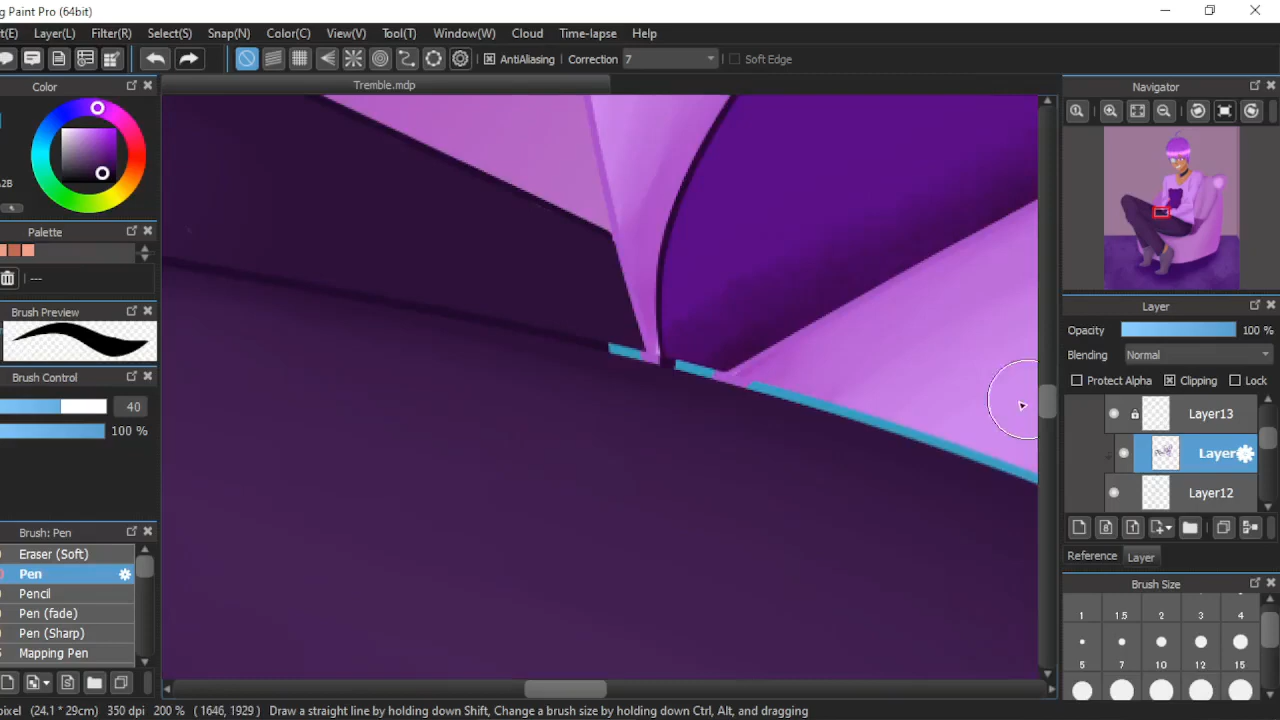 g Paint Pro (64bit)
t(E) Layer(L) Filter(R) Select(S) Snap(N) Color(C) View(V) Tool(T) Window(W) Cloud Time-lapse Help
AntiAliasing Correction 7 Soft Edge
Color
Tremble.mdp
Navigator
A2B
Palette
---
Brush Preview
Layer
Opacity 100 %
Blending Normal
Brush Control
Protect Alpha Clipping Lock
40
Layer13
100 %
Layer
Layer12
Brush: Pen
Eraser (Soft)
Reference Layer
Pen
Brush Size
Pencil
Pen (fade)
1 1.5 2 3 4
Pen (Sharp)
Mapping Pen
5 7 10 12 15
pixel (24.1 * 29cm) 350 dpi 200 % (1646, 1929) Draw a straight line by holding down Shift, Change a brush size by holding down Ctrl, Alt, and dragging